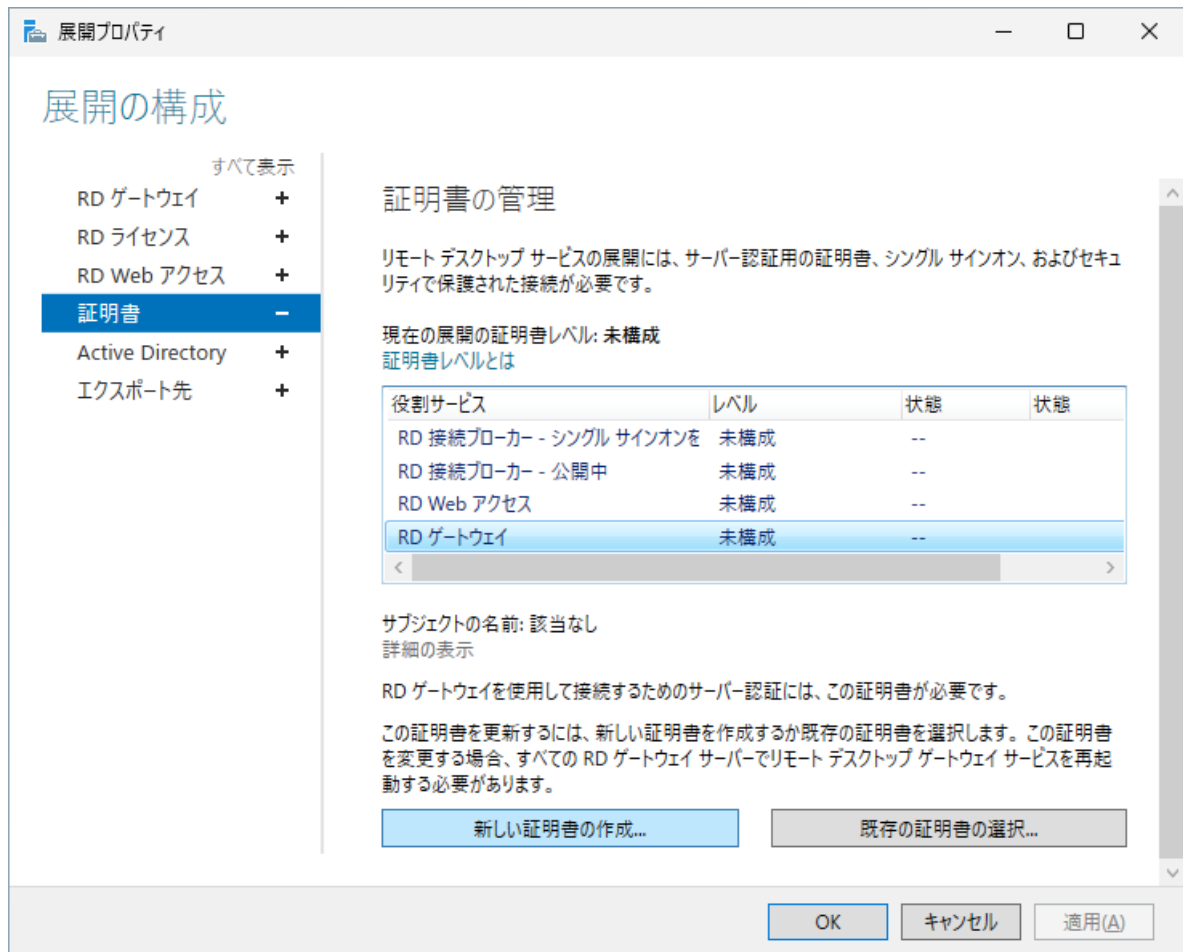 展開プロパティ
展開の構成
すべて表示
RD ゲートウェイ +
RD ライセンス +
RD Web アクセス +
証明書 −
Active Directory +
エクスポート先 +
証明書の管理
リモート デスクトップ サービスの展開には、サーバー認証用の証明書、シングル サインオン、およびセキュ
リティで保護された接続が必要です。
現在の展開の証明書レベル: 未構成
証明書レベルとは
役割サービス レベル 状態 状態
RD 接続ブローカー - シングル サインオンを 未構成 --
RD 接続ブローカー - 公開中 未構成 --
RD Web アクセス 未構成 --
RD ゲートウェイ 未構成 --
サブジェクトの名前: 該当なし
詳細の表示
RD ゲートウェイを使用して接続するためのサーバー認証には、この証明書が必要です。
この証明書を更新するには、新しい証明書を作成するか既存の証明書を選択します。この証明書
を変更する場合、すべての RD ゲートウェイ サーバーでリモート デスクトップ ゲートウェイ サービスを再起
動する必要があります。
新しい証明書の作成...
既存の証明書の選択...
OK キャンセル 適用(A)